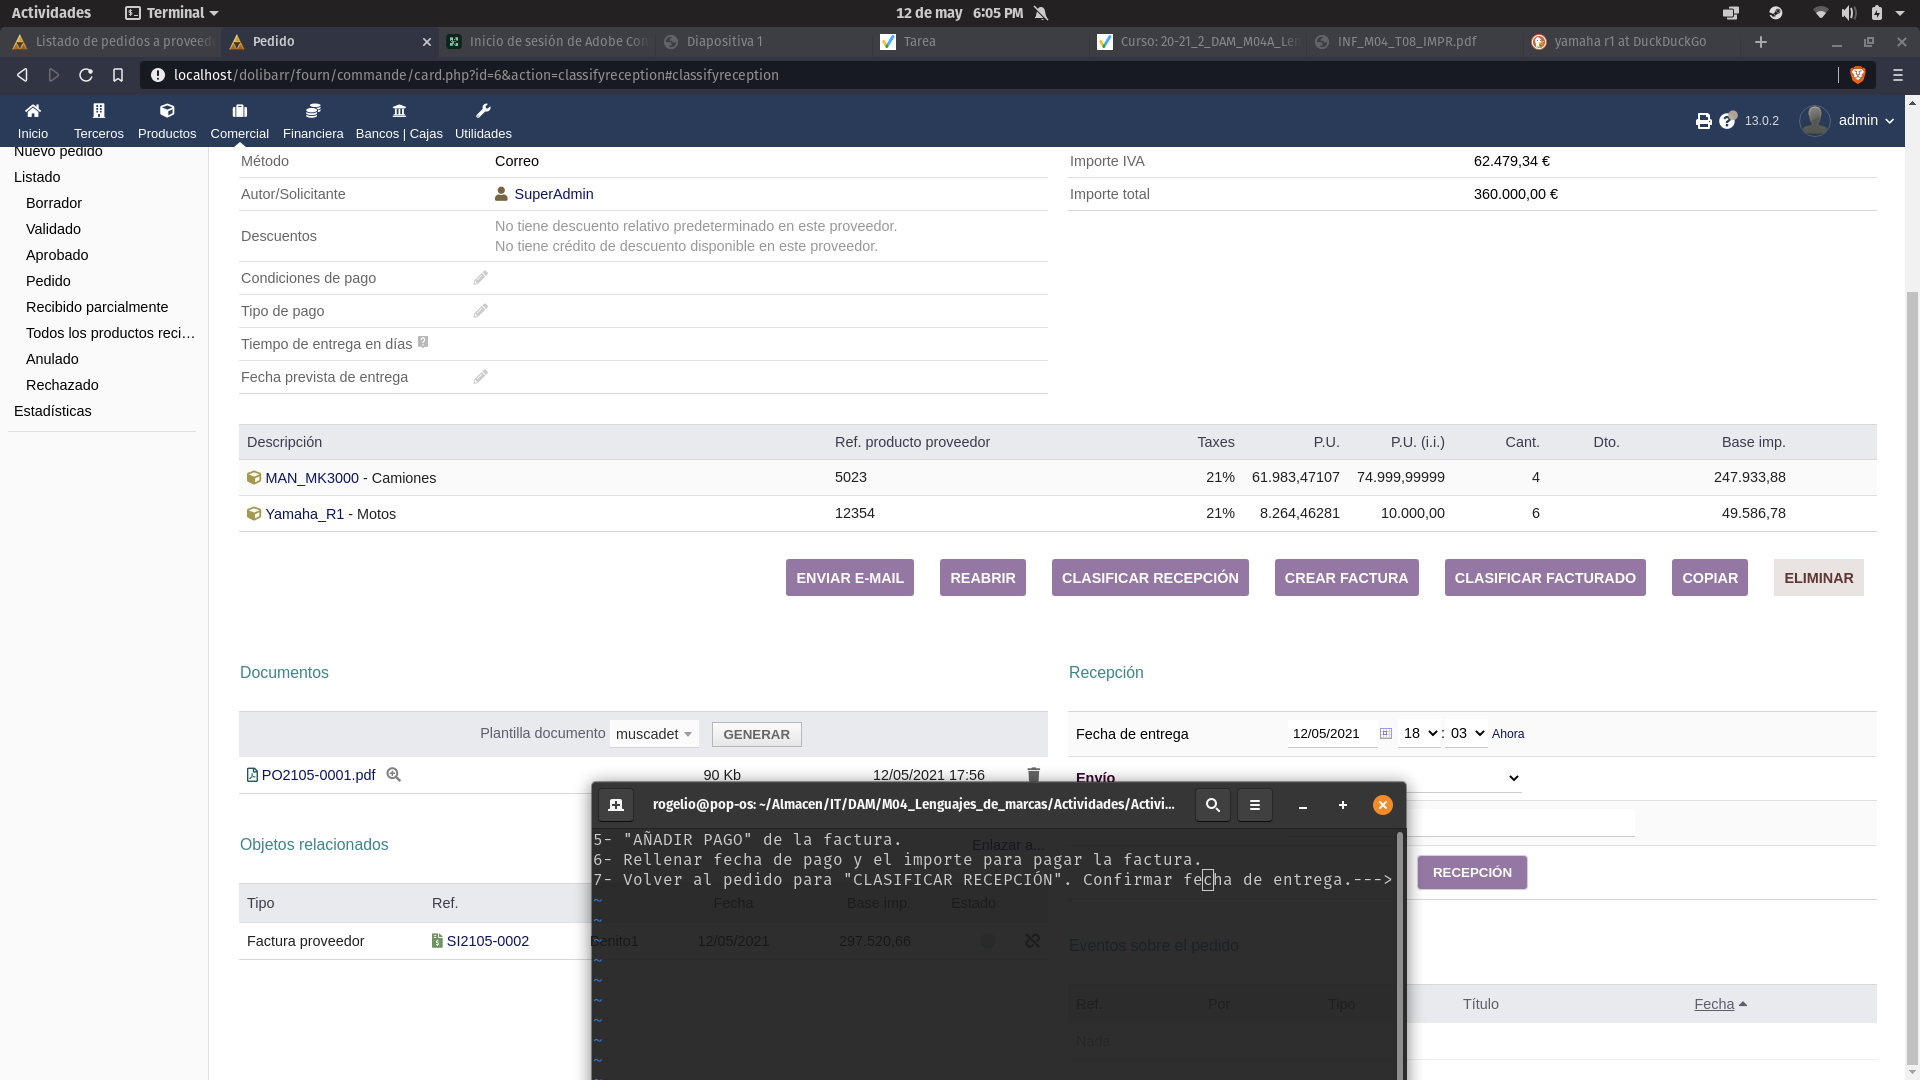 Actividades
Terminal
12 de may 6:05 PM
Listado de pedidos a proveed
Pedido
Inicio de sesión de Adobe Con
Diapositiva 1
Tarea
Curso: 20-21_2_DAM_M04A_Len
INF_M04_T08_IMPR.pdf
yamaha r1 at DuckDuckGo
localhost/dolibarr/fourn/commande/card.php?id=6&action=classifyreception#classifyreception
Inicio
Terceros
Productos
Comercial
Financiera
Bancos | Cajas
Utilidades
13.0.2
admin
Nuevo pedido
Listado
Borrador
Validado
Aprobado
Pedido
Recibido parcialmente
Todos los productos reci…
Anulado
Rechazado
Estadísticas
Método Correo
Autor/Solicitante SuperAdmin
Descuentos
No tiene descuento relativo predeterminado en este proveedor.
No tiene crédito de descuento disponible en este proveedor.
Condiciones de pago
Tipo de pago
Tiempo de entrega en días
Fecha prevista de entrega
Importe IVA 62.479,34 €
Importe total 360.000,00 €
Descripción Ref. producto proveedor Taxes P.U. P.U. (i.i.) Cant. Dto. Base imp.
MAN_MK3000 - Camiones 5023 21% 61.983,47107 74.999,99999 4 247.933,88
Yamaha_R1 - Motos 12354 21% 8.264,46281 10.000,00 6 49.586,78
ENVIAR E-MAIL
REABRIR
CLASIFICAR RECEPCIÓN
CREAR FACTURA
CLASIFICAR FACTURADO
COPIAR
ELIMINAR
Documentos
Plantilla documento muscadet GENERAR
PO2105-0001.pdf 90 Kb 12/05/2021 17:56
Objetos relacionados
Enlazar a...
Tipo Ref. Fecha Base imp. Estado
Factura proveedor SI2105-0002 Benito1 12/05/2021 297.520,66
Recepción
Fecha de entrega 12/05/2021 18 : 03 Ahora
Envío
RECEPCIÓN
Eventos sobre el pedido
Ref. Por Tipo Título Fecha
Nada
rogelio@pop-os: ~/Almacen/IT/DAM/M04_Lenguajes_de_marcas/Actividades/Activi...
5- "AÑADIR PAGO" de la factura.
6- Rellenar fecha de pago y el importe para pagar la factura.
7- Volver al pedido para "CLASIFICAR RECEPCIÓN". Confirmar fecha de entrega.--->
~
~
~
~
~
~
~
~
~
~